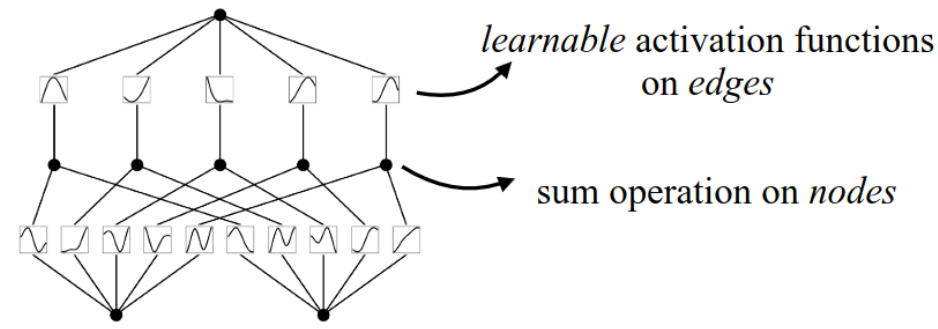 learnable activation functions
on edges
sum operation on nodes